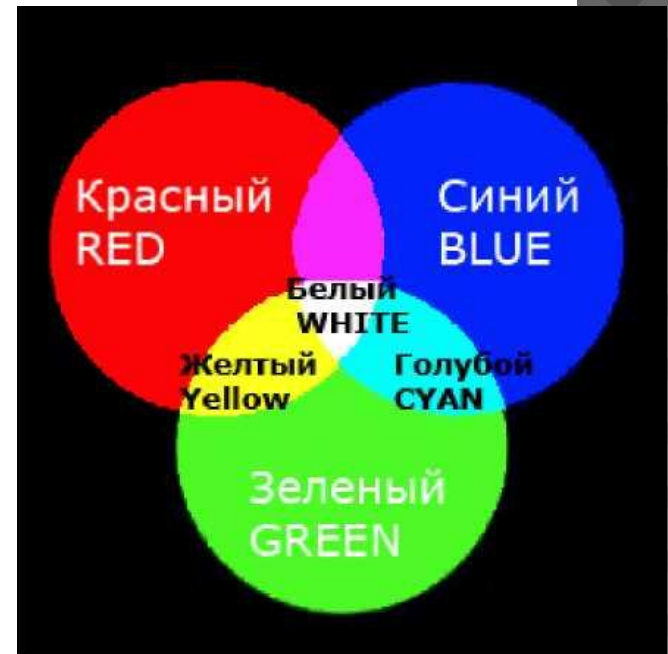 Красный
RED
Синий
BLUE
Белый
WHITE
Желтый
Yellow
Голубой
CYAN
Зеленый
GREEN